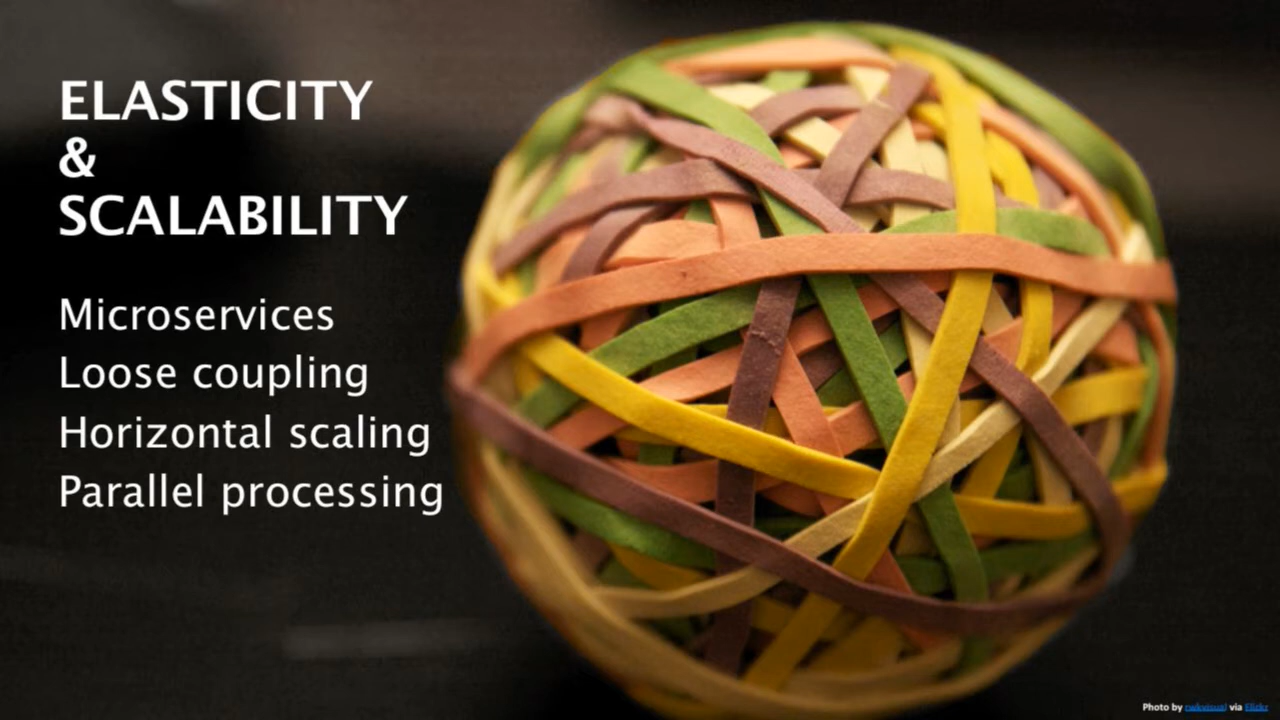 ELASTICITY
&
SCALABILITY
Microservices
Loose coupling
Horizontal scaling
Parallel processing
Photo by via Flickr